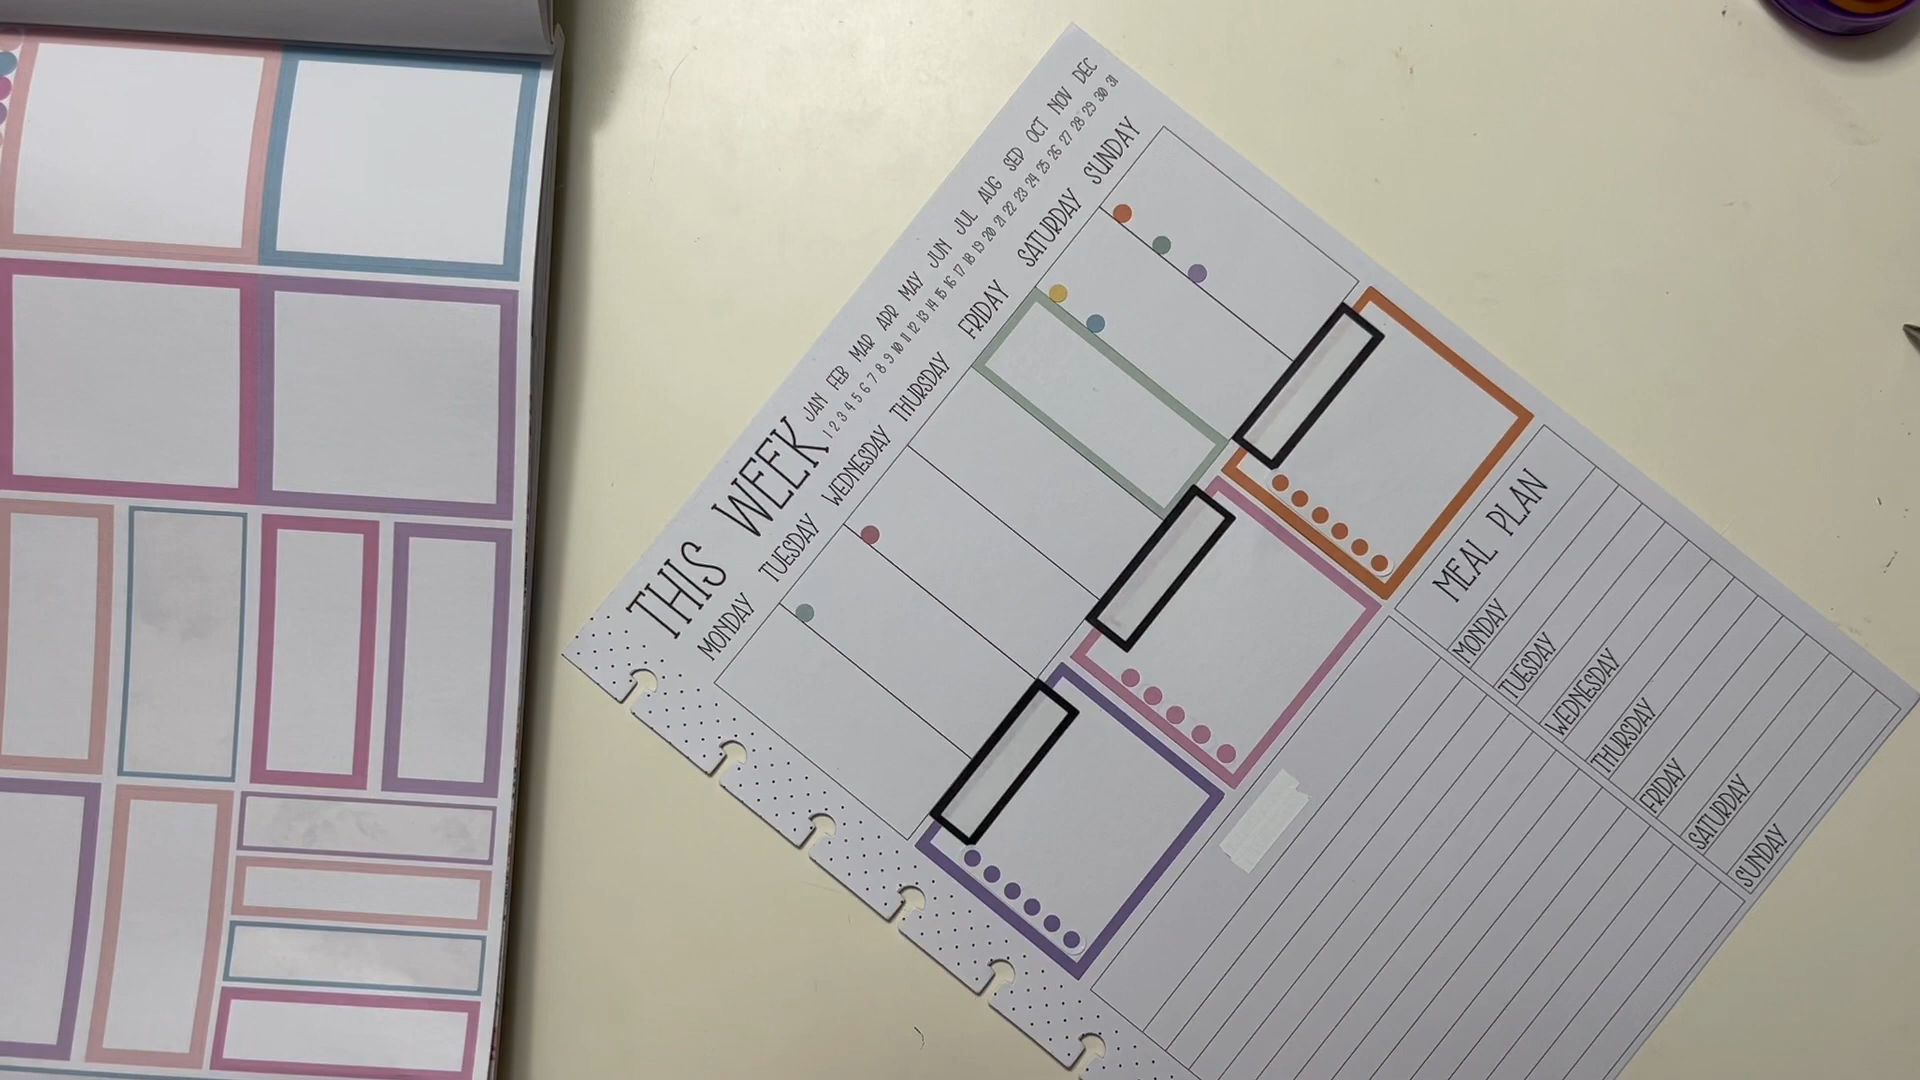 THIS WEEK
JAN FEB MAR APR MAY JUN JUL AUG SEP OCT NOV DEC
1 2 3 4 5 6 7 8 9 10 11 12 13 14 15 16 17 18 19 20 21 22 23 24 25 26 27 28 29 30 31
MONDAY TUESDAY WEDNESDAY THURSDAY FRIDAY SATURDAY SUNDAY
MEAL PLAN
MONDAY
TUESDAY
WEDNESDAY
THURSDAY
FRIDAY
SATURDAY
SUNDAY